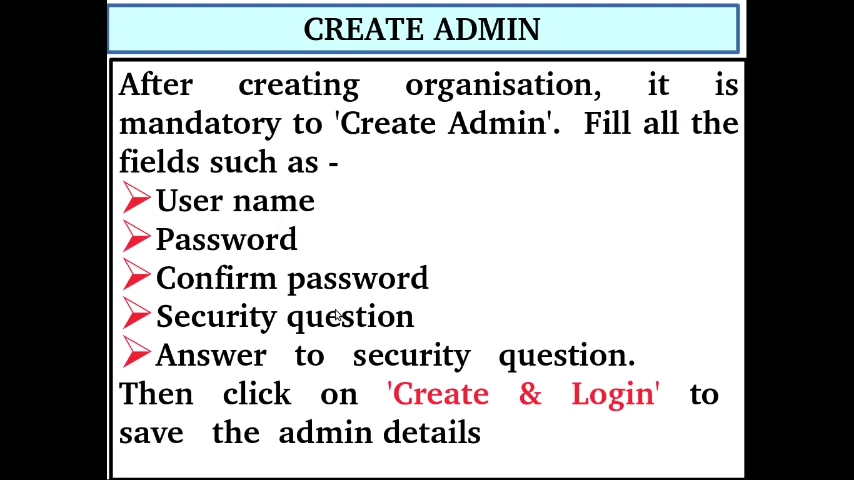 CREATE ADMIN
After creating organisation, it is
mandatory to 'Create Admin'. Fill all the
fields such as -
User name
Password
Confirm password
Security question
Answer to security question.
Then click on 'Create & Login' to
save the admin details